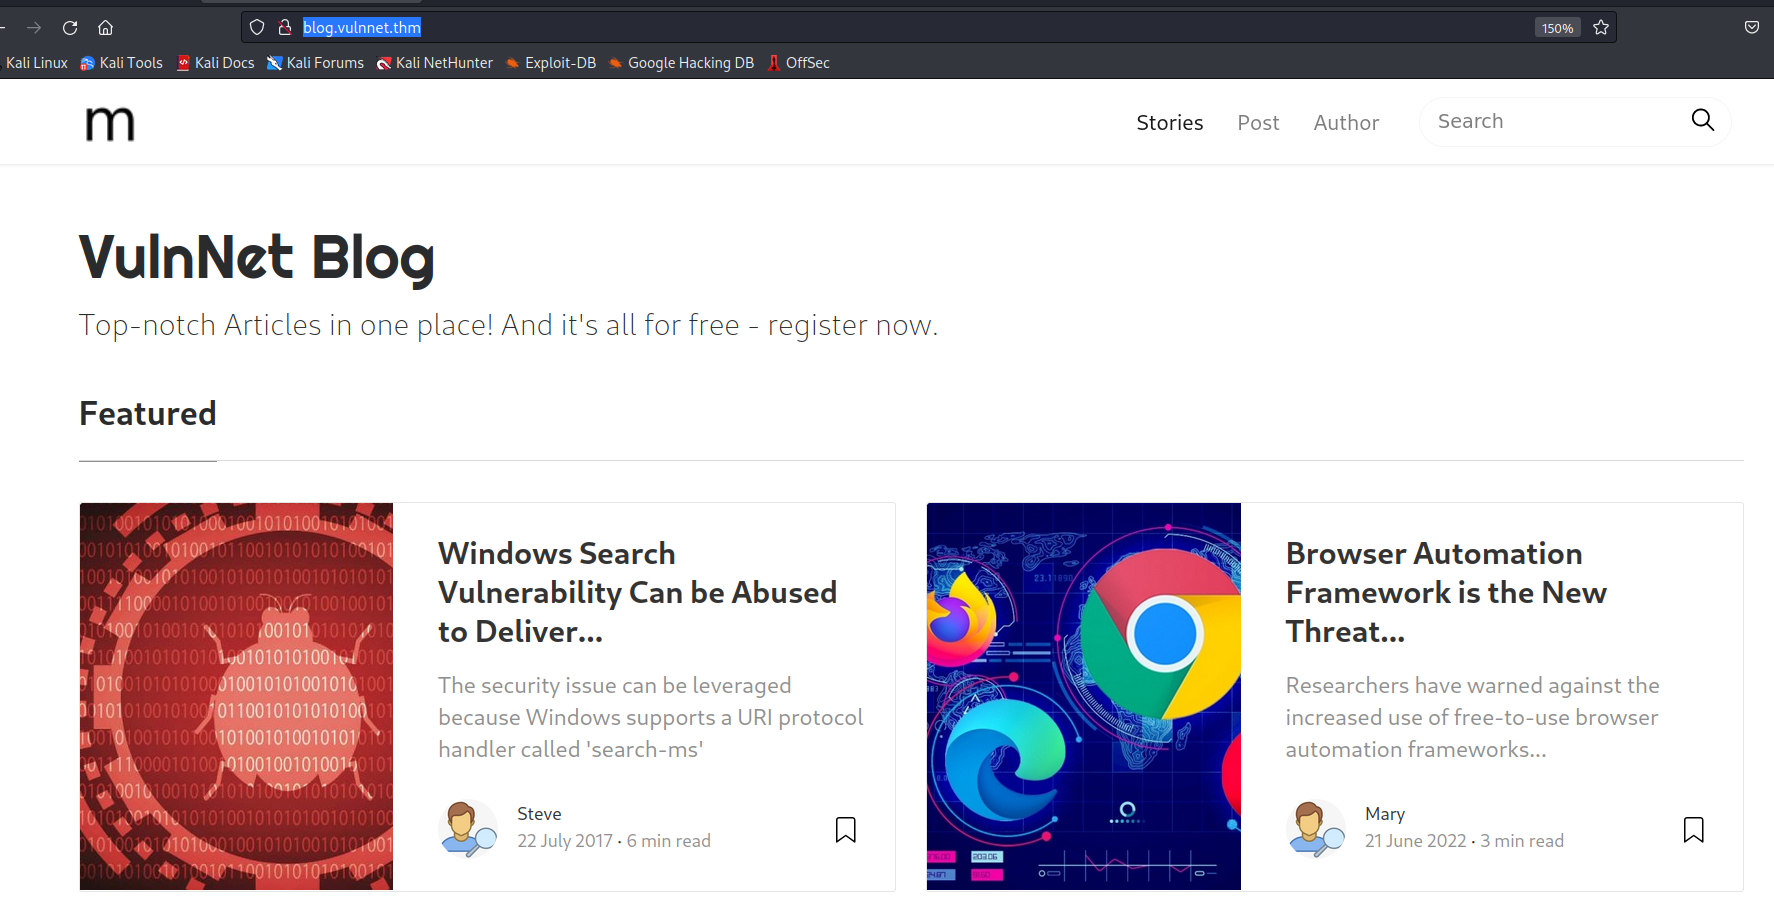 blog.vulnnet.thm
150%
Kali Linux Kali Tools Kali Docs Kali Forums Kali NetHunter Exploit-DB Google Hacking DB OffSec
m
Stories Post Author Search
VulnNet Blog
Top-notch Articles in one place! And it's all for free - register now.
Featured
Windows Search
Vulnerability Can be Abused
to Deliver...
The security issue can be leveraged
because Windows supports a URI protocol
handler called 'search-ms'
Steve
22 July 2017 · 6 min read
Browser Automation
Framework is the New
Threat...
Researchers have warned against the
increased use of free-to-use browser
automation frameworks...
Mary
21 June 2022 · 3 min read